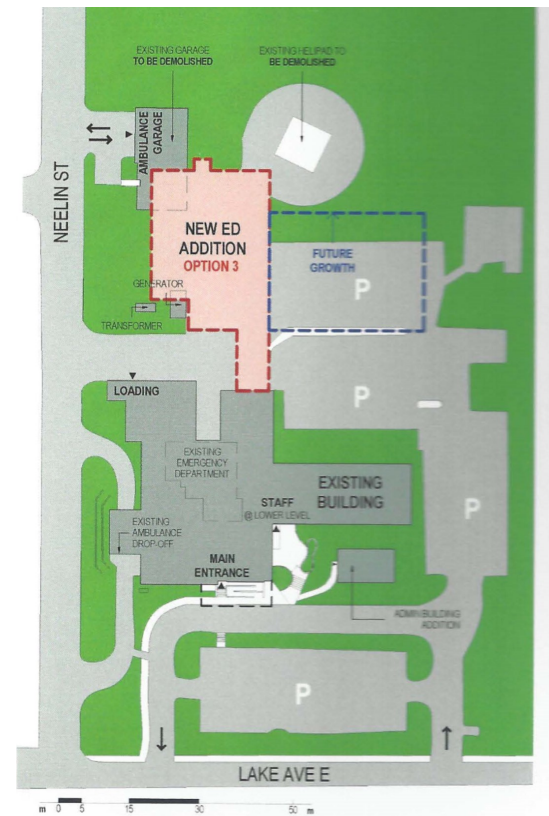 EXISTING GARAGE
TO BE DEMOLISHED
EXISTING HELIPAD TO
BE DEMOLISHED
AMBULANCE
GARAGE
NEELIN ST
NEW ED
ADDITION
OPTION 3
FUTURE
GROWTH
P
GENERATOR
TRANSFORMER
LOADING
P
EXISTING
EMERGENCY
DEPARTMENT
EXISTING
BUILDING
STAFF
@ LOWER LEVEL
P
EXISTING
AMBULANCE
DROP-OFF
MAIN
ENTRANCE
ADMIN BUILDING
ADDITION
P
LAKE AVE E
m 0 5 15 30 50 m